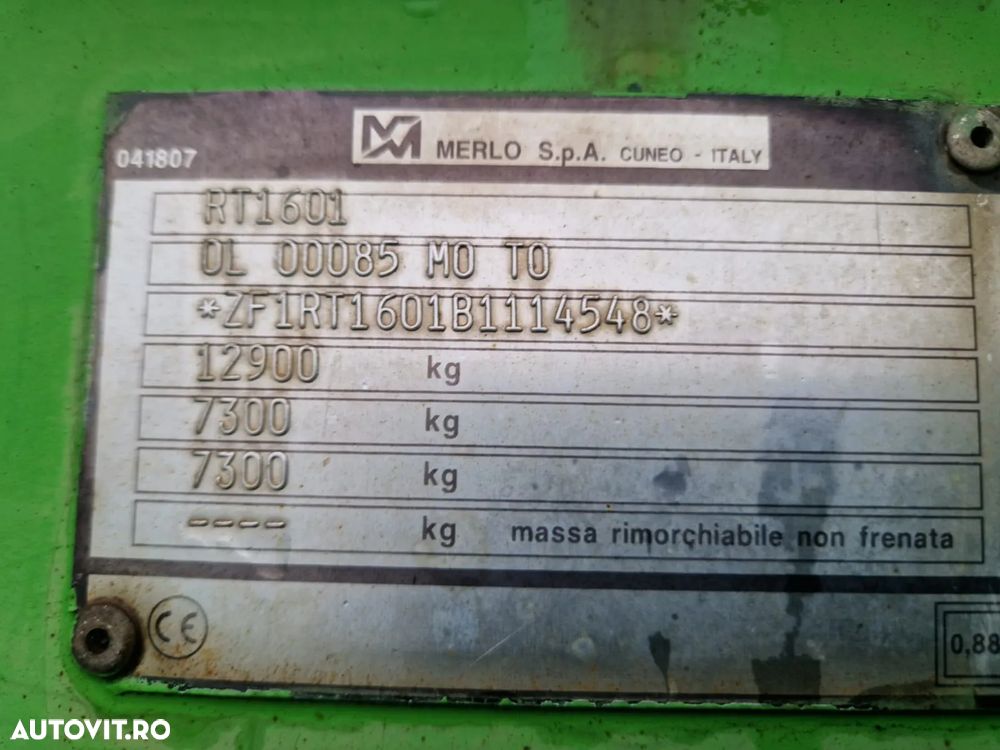 041807
MERLO S.p.A. CUNEO - ITALY
RT1601
OL 00085 MO TO
*ZF1RT1601B1114548*
12900 kg
7300 kg
7300 kg
---- kg massa rimorchiabile non frenata
CE
0,88
AUTOVIT.RO